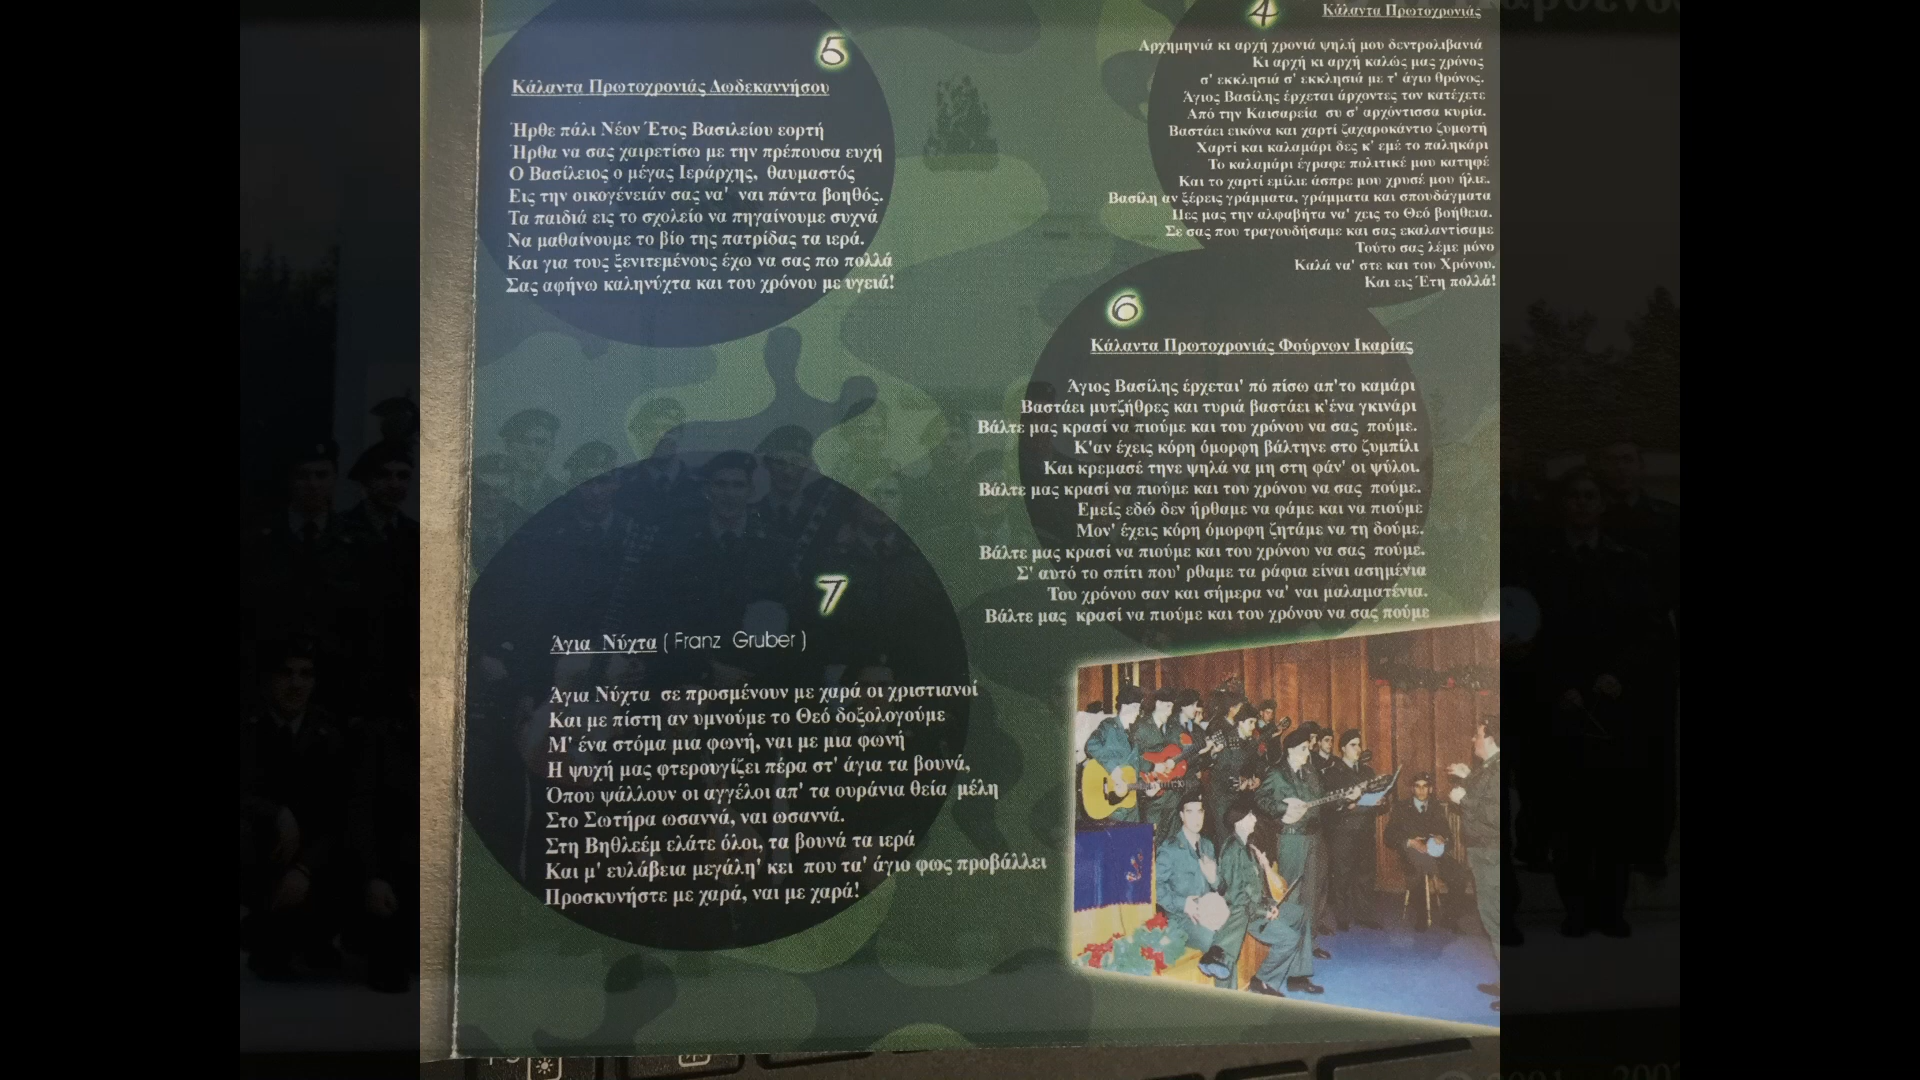 5
Κάλαντα Πρωτοχρονιάς Δωδεκαννήσου
Ήρθε πάλι Νέον Έτος Βασιλείου εορτή
Ήρθα να σας χαιρετίσω με την πρέπουσα ευχή
Ο Βασίλειος ο μέγας Ιεράρχης, θαυμαστός
Εις την οικογένειάν σας να' ναι πάντα βοηθός.
Τα παιδιά εις το σχολείο να πηγαίνουμε συχνά
Να μαθαίνουμε το βίο της πατρίδας τα ιερά.
Και για τους ξενιτεμένους έχω να σας πω πολλά
Σας αφήνω καληνύχτα και του χρόνου με υγειά!
4
Κάλαντα Πρωτοχρονιάς
Αρχημηνιά κι αρχή χρονιά ψηλή μου δεντρολιβανιά
Κι αρχή κι αρχή καλώς μας χρόνος
σ' εκκλησιά σ' εκκλησιά με τ' άγιο θρόνος.
Άγιος Βασίλης έρχεται άρχοντες τον κατέχετε
Από την Καισαρεία συ σ' αρχόντισσα κυρία.
Βαστάει εικόνα και χαρτί ζαχαροκάντιο ζυμωτή
Χαρτί και καλαμάρι δες κ' εμέ το παληκάρι
Το καλαμάρι έγραφε πολιτικέ μου κατηφέ
Και το χαρτί εμίλιε άσπρε μου χρυσέ μου ήλιε.
Βασίλη αν ξέρεις γράμματα, γράμματα και σπουδάγματα
Πες μας την αλφαβήτα να' χεις το Θεό βοήθεια.
Σε σας που τραγουδήσαμε και σας εκαλαντίσαμε
Τούτο σας λέμε μόνο
Καλά να' στε και του Χρόνου.
Και εις Έτη πολλά!
6
Κάλαντα Πρωτοχρονιάς Φούρνων Ικαρίας
Άγιος Βασίλης έρχεται' πό πίσω απ'το καμάρι
Βαστάει μυτζήθρες και τυριά βαστάει κ'ένα γκινάρι
Βάλτε μας κρασί να πιούμε και του χρόνου να σας πούμε.
Κ'αν έχεις κόρη όμορφη βάλτηνε στο ζυμπίλι
Και κρεμασέ τηνε ψηλά να μη στη φάν' οι ψύλοι.
Βάλτε μας κρασί να πιούμε και του χρόνου να σας πούμε.
Εμείς εδώ δεν ήρθαμε να φάμε και να πιούμε
Μον' έχεις κόρη όμορφη ζητάμε να τη δούμε.
Βάλτε μας κρασί να πιούμε και του χρόνου να σας πούμε.
Σ' αυτό το σπίτι που' ρθαμε τα ράφια είναι ασημένια
Του χρόνου σαν και σήμερα να' ναι μαλαματένια.
Βάλτε μας κρασί να πιούμε και του χρόνου να σας πούμε
7
Άγια Νύχτα ( Franz Gruber )
Άγια Νύχτα σε προσμένουν με χαρά οι χριστιανοί
Και με πίστη αν υμνούμε το Θεό δοξολογούμε
Μ' ένα στόμα μια φωνή, ναι με μια φωνή
Η ψυχή μας φτερουγίζει πέρα στ' άγια τα βουνά,
Όπου ψάλλουν οι αγγέλοι απ' τα ουράνια θεία μέλη
Στο Σωτήρα ωσαννά, ναι ωσαννά.
Στη Βηθλεέμ ελάτε όλοι, τα βουνά τα ιερά
Και μ' ευλάβεια μεγάλη' κει που τα' άγιο φως προβάλλει
Προσκυνήστε με χαρά, ναι με χαρά!